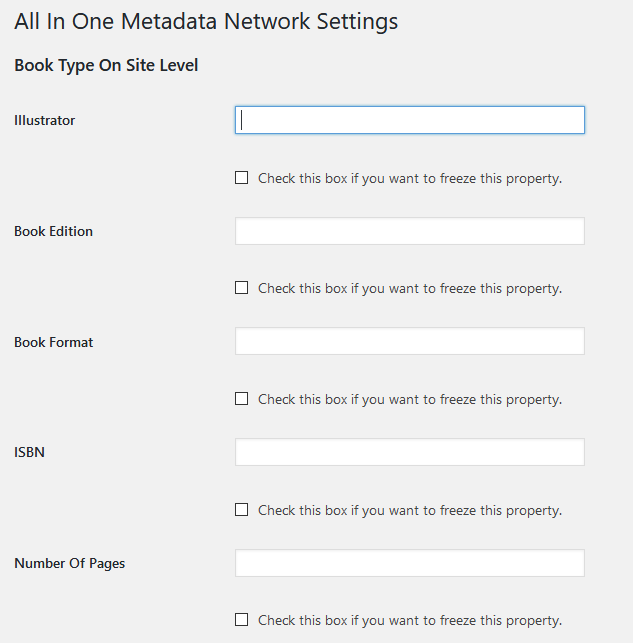 All In One Metadata Network Settings
Book Type On Site Level
Illustrator
Check this box if you want to freeze this property.
Book Edition
Check this box if you want to freeze this property.
Book Format
Check this box if you want to freeze this property.
ISBN
Check this box if you want to freeze this property.
Number Of Pages
Check this box if you want to freeze this property.